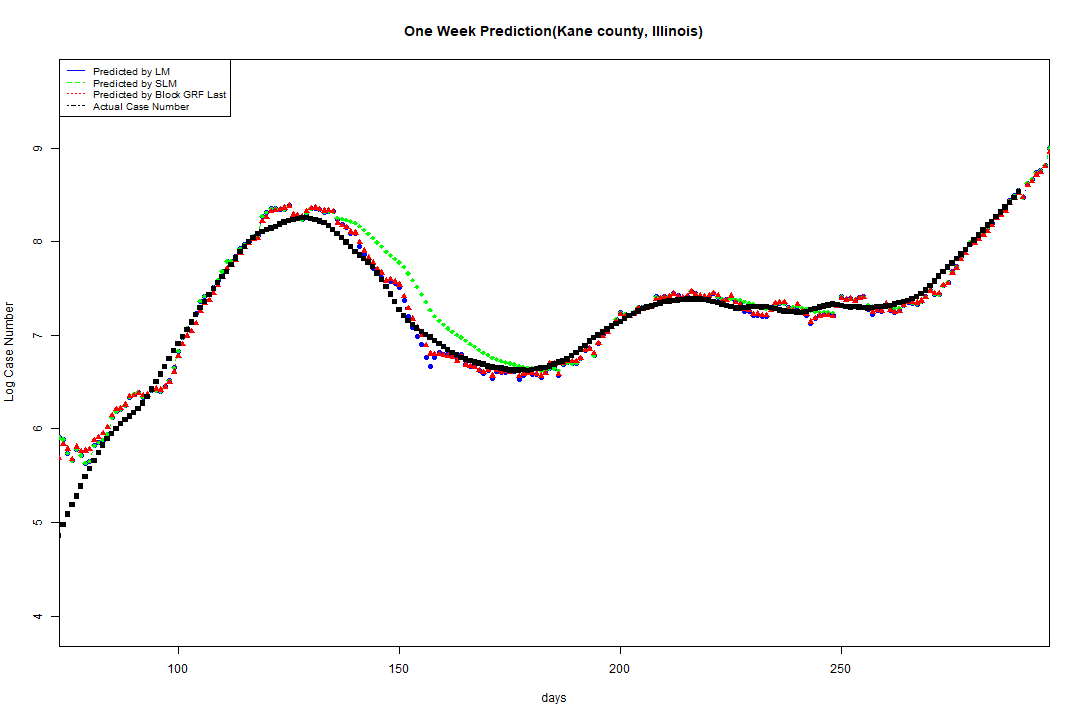 One Week Prediction(Kane county, Illinois)
Predicted by LM
Predicted by SLM
Predicted by Block GRF Last
Actual Case Number
9
8
7
6
5
4
Log Case Number
100
150
200
250
days